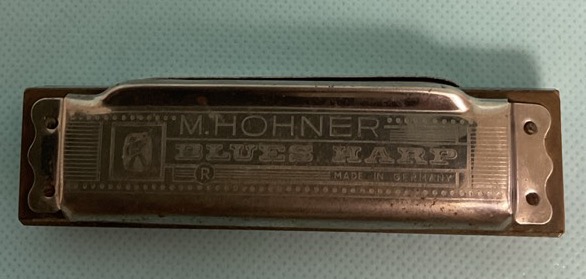 M. HOHNER
BLUES HARP
R
MADE IN GERMANY